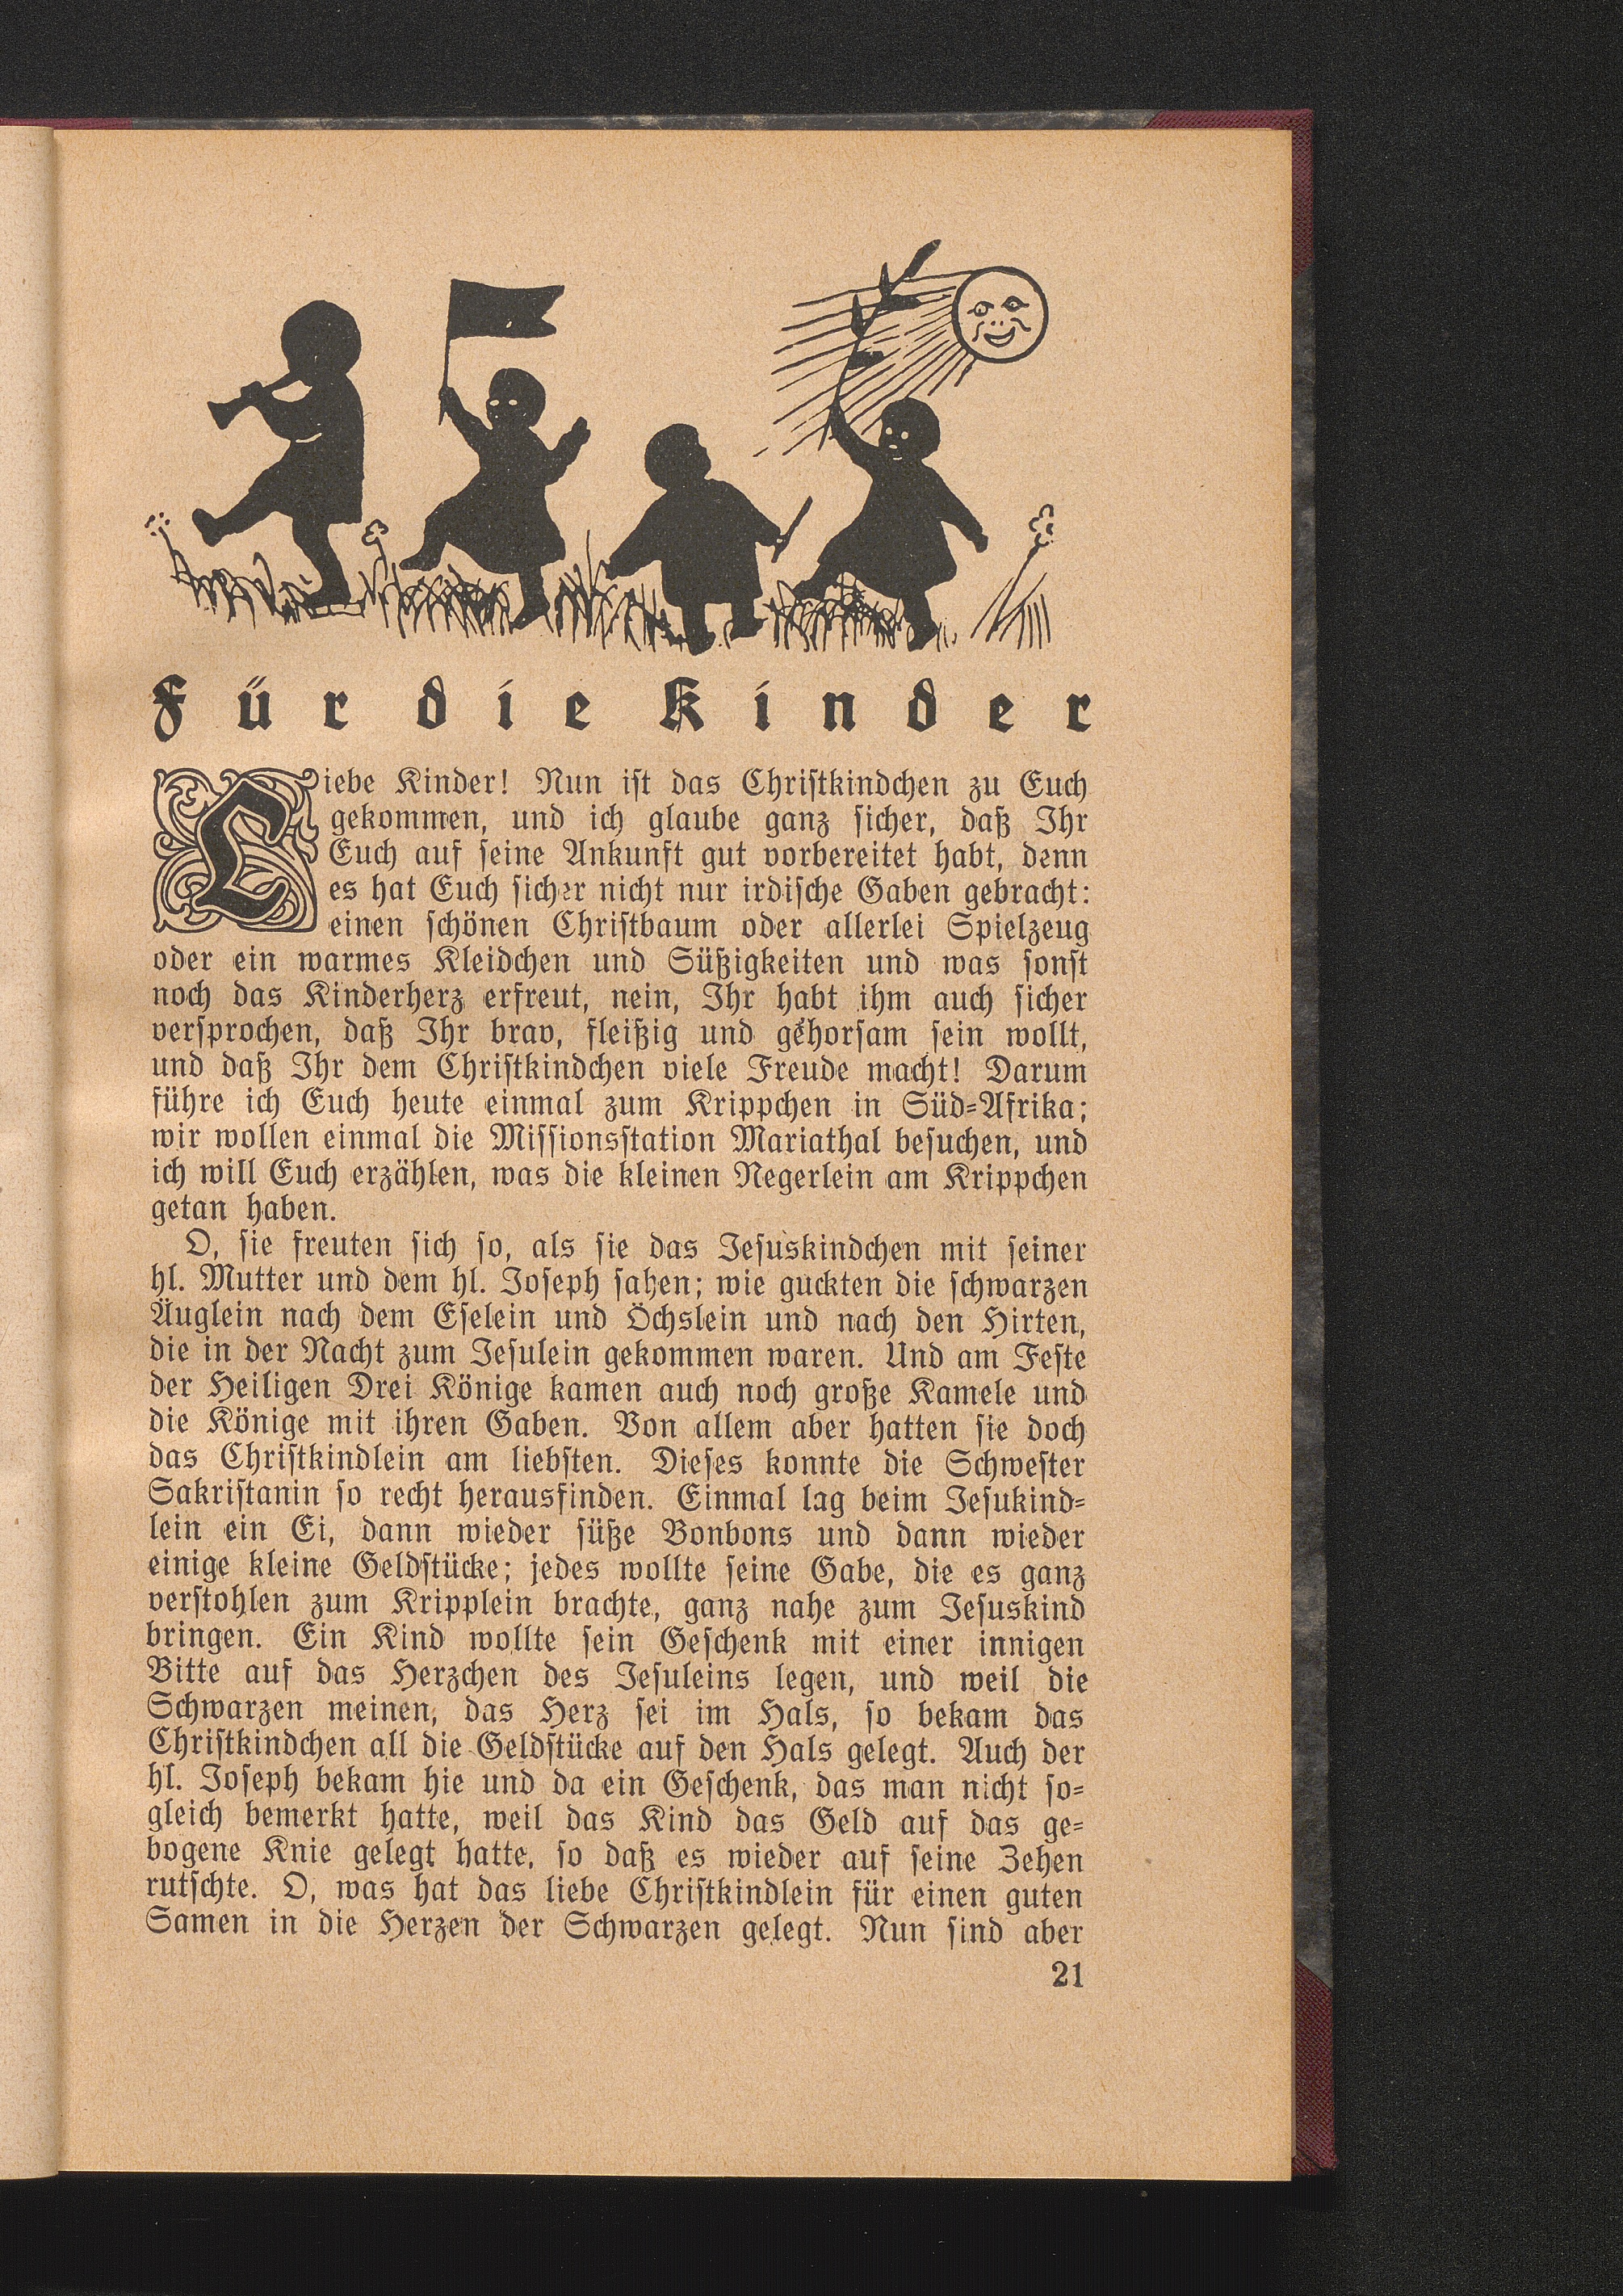 Für die Kinder
Liebe Kinder! Nun ist das Christkindchen zu Euch
gekommen, und ich glaube ganz sicher, daß Ihr
Euch auf seine Ankunft gut vorbereitet habt, denn
es hat Euch sicher nicht nur irdische Gaben gebracht:
einen schönen Christbaum oder allerlei Spielzeug
oder ein warmes Kleidchen und Süßigkeiten und was sonst
noch das Kinderherz erfreut, nein, Ihr habt ihm auch sicher
versprochen, daß Ihr brav, fleißig und gehorsam sein wollt,
und daß Ihr dem Christkindchen viele Freude macht! Darum
führe ich Euch heute einmal zum Krippchen in Süd-Afrika;
wir wollen einmal die Missionsstation Mariathal besuchen, und
ich will Euch erzählen, was die kleinen Negerlein am Krippchen
getan haben.
O, sie freuten sich so, als sie das Jesuskindchen mit seiner
hl. Mutter und dem hl. Joseph sahen; wie guckten die schwarzen
Äuglein nach dem Eselein und Öchslein und nach den Hirten,
die in der Nacht zum Jesulein gekommen waren. Und am Feste
der Heiligen Drei Könige kamen auch noch große Kamele und
die Könige mit ihren Gaben. Von allem aber hatten sie doch
das Christkindlein am liebsten. Dieses konnte die Schwester
Sakristanin so recht herausfinden. Einmal lag beim Jesukind-
lein ein Ei, dann wieder süße Bonbons und dann wieder
einige kleine Geldstücke; jedes wollte seine Gabe, die es ganz
verstohlen zum Kripplein brachte, ganz nahe zum Jesuskind
bringen. Ein Kind wollte sein Geschenk mit einer innigen
Bitte auf das Herzchen des Jesuleins legen, und weil die
Schwarzen meinen, das Herz sei im Hals, so bekam das
Christkindchen all die Geldstücke auf den Hals gelegt. Auch der
hl. Joseph bekam hie und da ein Geschenk, das man nicht so-
gleich bemerkt hatte, weil das Kind das Geld auf das ge-
bogene Knie gelegt hatte, so daß es wieder auf seine Zehen
rutschte. O, was hat das liebe Christkindlein für einen guten
Samen in die Herzen der Schwarzen gelegt. Nun sind aber
21